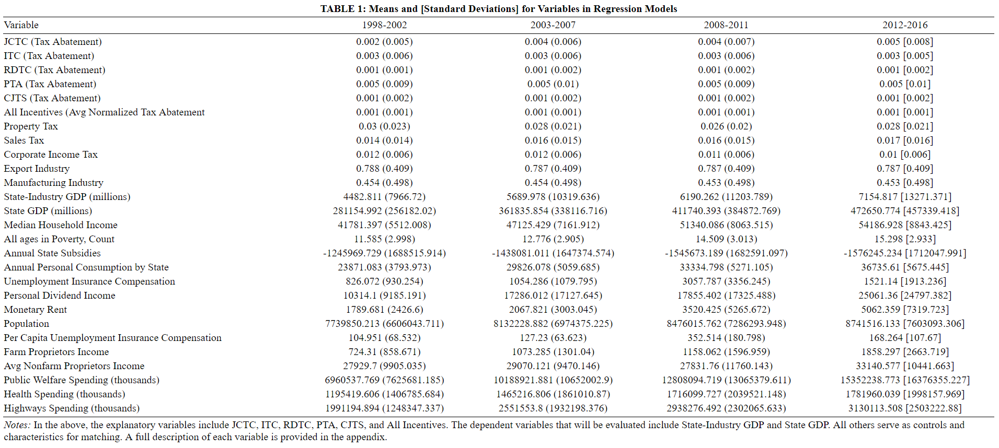 TABLE 1: Means and [Standard Deviations] for Variables in Regression Models
Variable 1998-2002 2003-2007 2008-2011 2012-2016
JCTC (Tax Abatement) 0.002 (0.005) 0.004 (0.006) 0.004 (0.007) 0.005 [0.008]
ITC (Tax Abatement) 0.003 (0.006) 0.003 (0.006) 0.003 (0.006) 0.003 [0.005]
RDTC (Tax Abatement) 0.001 (0.001) 0.001 (0.002) 0.001 (0.002) 0.001 [0.002]
PTA (Tax Abatement) 0.005 (0.009) 0.005 (0.01) 0.005 (0.009) 0.005 [0.01]
CJTS (Tax Abatement) 0.001 (0.002) 0.001 (0.002) 0.001 (0.002) 0.001 [0.002]
All Incentives (Avg Normalized Tax Abatement 0.001 (0.001) 0.001 (0.001) 0.001 (0.001) 0.001 [0.001]
Property Tax 0.03 (0.023) 0.028 (0.021) 0.026 (0.02) 0.028 [0.021]
Sales Tax 0.014 (0.014) 0.016 (0.015) 0.016 (0.015) 0.017 [0.016]
Corporate Income Tax 0.012 (0.006) 0.012 (0.006) 0.011 (0.006) 0.01 [0.006]
Export Industry 0.788 (0.409) 0.787 (0.409) 0.787 (0.409) 0.787 [0.409]
Manufacturing Industry 0.454 (0.498) 0.454 (0.498) 0.453 (0.498) 0.453 [0.498]
State-Industry GDP (millions) 4482.811 (7966.72) 5689.978 (10319.636) 6190.262 (11203.789) 7154.817 [13271.371]
State GDP (millions) 281154.992 (256182.02) 361835.854 (338116.716) 411740.393 (384872.769) 472650.774 [457339.418]
Median Household Income 41781.397 (5512.008) 47125.429 (7161.912) 51340.086 (8063.515) 54186.928 [8843.425]
All ages in Poverty, Count 11.585 (2.998) 12.776 (2.905) 14.509 (3.013) 15.298 [2.933]
Annual State Subsidies -1245969.729 (1688515.914) -1438081.011 (1647374.574) -1545673.189 (1682591.097) -1576245.234 [1712047.991]
Annual Personal Consumption by State 23871.083 (3793.973) 29826.078 (5059.685) 33334.798 (5271.105) 36735.61 [5675.445]
Unemployment Insurance Compensation 826.072 (930.254) 1054.286 (1079.795) 3057.787 (3356.245) 1521.14 [1913.236]
Personal Dividend Income 10314.1 (9185.191) 17286.012 (17127.645) 17855.402 (17325.488) 25061.36 [24797.382]
Monetary Rent 1789.681 (2426.6) 2067.821 (3003.045) 3520.425 (5265.672) 5062.359 [7319.723]
Population 7739850.213 (6606043.711) 8132228.882 (6974375.225) 8476015.762 (7286293.948) 8741516.133 [7603093.306]
Per Capita Unemployment Insurance Compensation 104.951 (68.532) 127.23 (63.623) 352.514 (180.798) 168.264 [107.67]
Farm Proprietors Income 724.31 (858.671) 1073.285 (1301.04) 1158.062 (1596.959) 1858.297 [2663.719]
Avg Nonfarm Proprietors Income 27929.7 (9905.035) 29070.121 (9470.146) 27831.76 (11760.143) 33140.577 [10441.663]
Public Welfare Spending (thousands) 6960537.769 (7625681.185) 10188921.881 (10652002.9) 12808094.719 (13065379.611) 15352238.773 [16376355.227]
Health Spending (thousands) 1195419.606 (1406785.684) 1465216.806 (1861010.87) 1716099.727 (2039521.148) 1781960.039 [1998157.969]
Highways Spending (thousands) 1991194.894 (1248347.337) 2551553.8 (1932198.376) 2938276.492 (2302065.633) 3130113.508 [2503222.88]
Notes: In the above, the explanatory variables include JCTC, ITC, RDTC, PTA, CJTS, and All Incentives. The dependent variables that will be evaluated include State-Industry GDP and State GDP. All others serve as controls and
characteristics for matching. A full description of each variable is provided in the appendix.